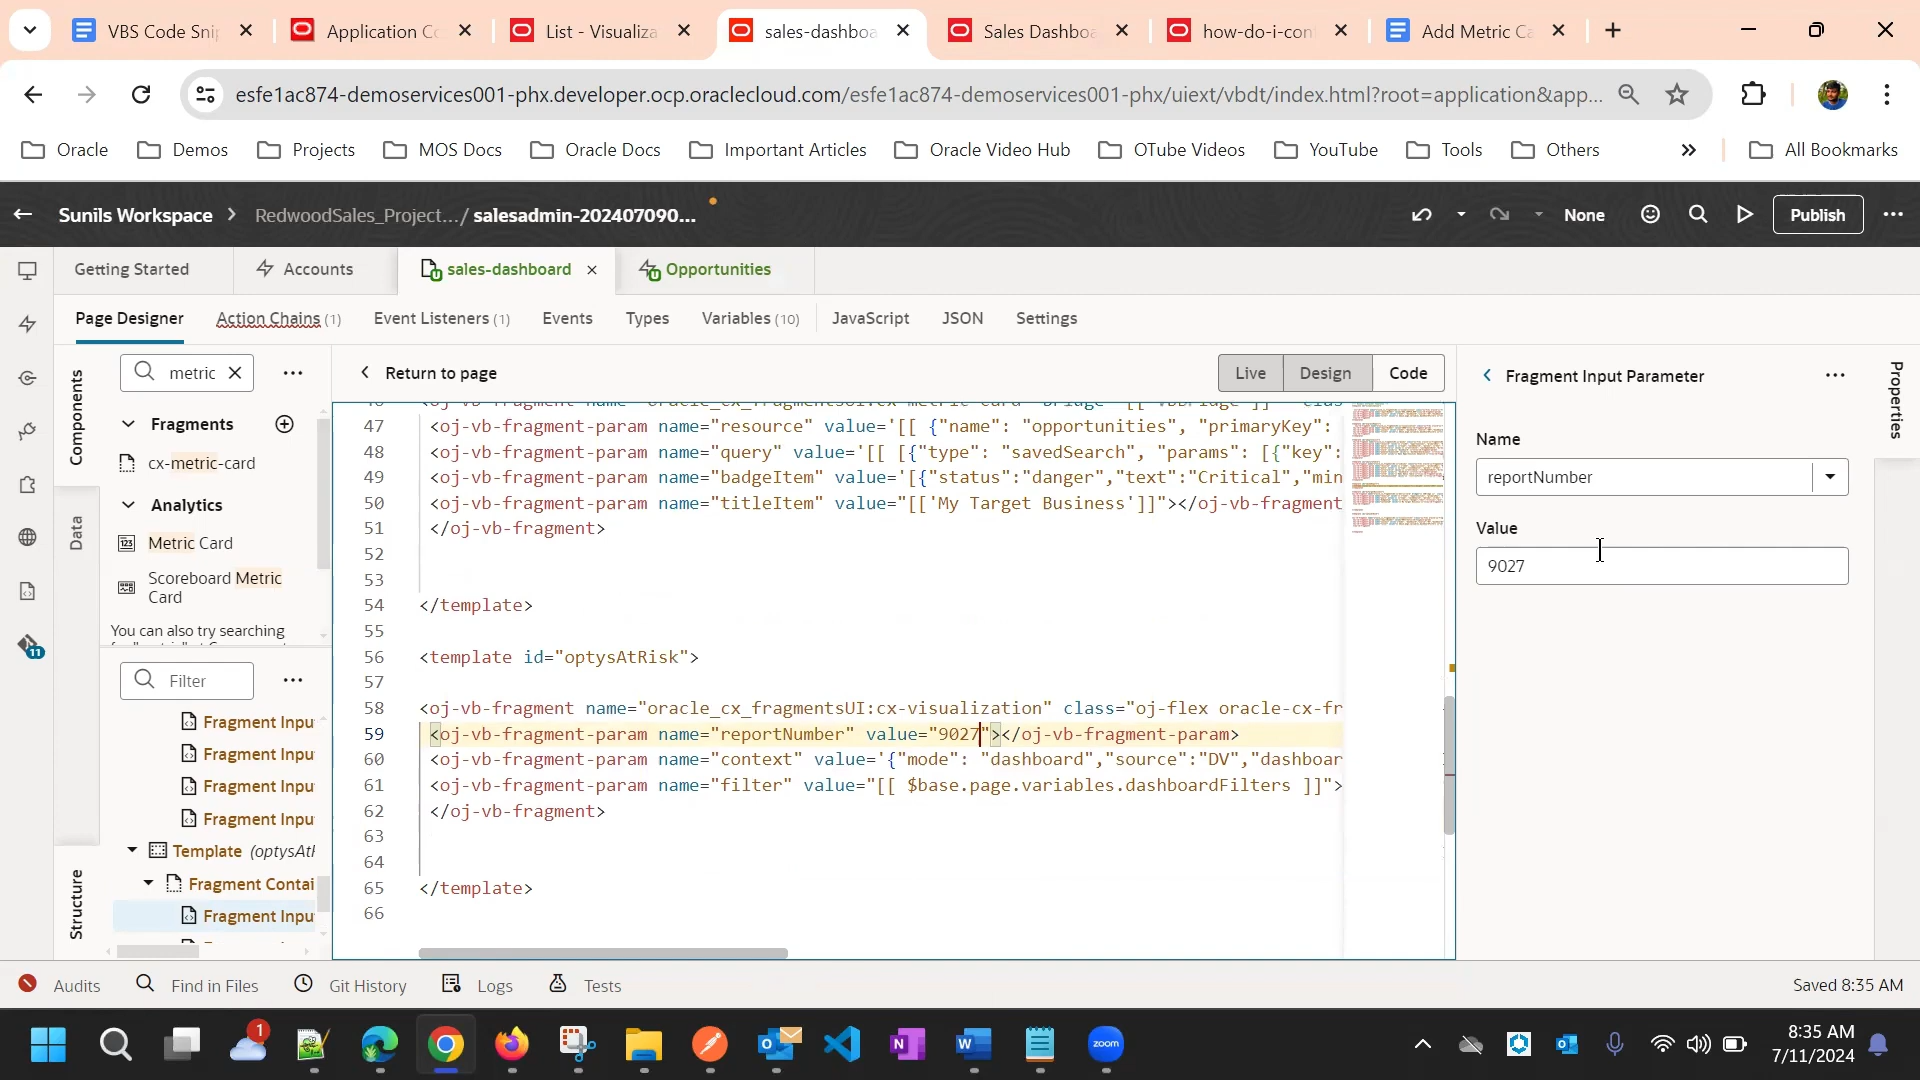 VBS Code Snip
Application Co
List - Visualiza
sales-dashboa
Sales Dashboa
how-do-i-con
Add Metric Ca
esfe1ac874-demoservices001-phx.developer.ocp.oraclecloud.com/esfe1ac874-demoservices001-phx/uiext/vbdt/index.html?root=application&app...
Oracle
Demos
Projects
MOS Docs
Oracle Docs
Important Articles
Oracle Video Hub
OTube Videos
YouTube
Tools
Others
All Bookmarks
Sunils Workspace > RedwoodSales_Project.../ salesadmin-202407090...
None
Publish
Getting Started
Accounts
sales-dashboard
Opportunities
Page Designer
Action Chains (1)
Event Listeners (1)
Events
Types
Variables (10)
JavaScript
JSON
Settings
Components
Data
Structure
metric
Fragments
cx-metric-card
Analytics
Metric Card
Scoreboard Metric
Card
You can also try searching
Filter
Fragment Inpu
Fragment Inpu
Fragment Inpu
Fragment Inpu
Template (optysAtR
Fragment Contai
Fragment Inpu
Return to page
Live
Design
Code
47 <oj-vb-fragment-param name="resource" value='[[ {"name": "opportunities", "primaryKey":
48 <oj-vb-fragment-param name="query" value='[[ [{"type": "savedSearch", "params": [{"key":
49 <oj-vb-fragment-param name="badgeItem" value='[{"status":"danger","text":"Critical","min
50 <oj-vb-fragment-param name="titleItem" value="[['My Target Business']]"></oj-vb-fragment
51 </oj-vb-fragment>
52
53
54 </template>
55
56 <template id="optysAtRisk">
57
58 <oj-vb-fragment name="oracle_cx_fragmentsUI:cx-visualization" class="oj-flex oracle-cx-fr
59 <oj-vb-fragment-param name="reportNumber" value="9027"></oj-vb-fragment-param>
60 <oj-vb-fragment-param name="context" value='{"mode": "dashboard","source":"DV","dashboar
61 <oj-vb-fragment-param name="filter" value="[[ $base.page.variables.dashboardFilters ]]">
62 </oj-vb-fragment>
63
64
65 </template>
66
Fragment Input Parameter
Name
reportNumber
Value
9027
Properties
11
Audits
Find in Files
Git History
Logs
Tests
Saved 8:35 AM
1
zoom
8:35 AM
7/11/2024